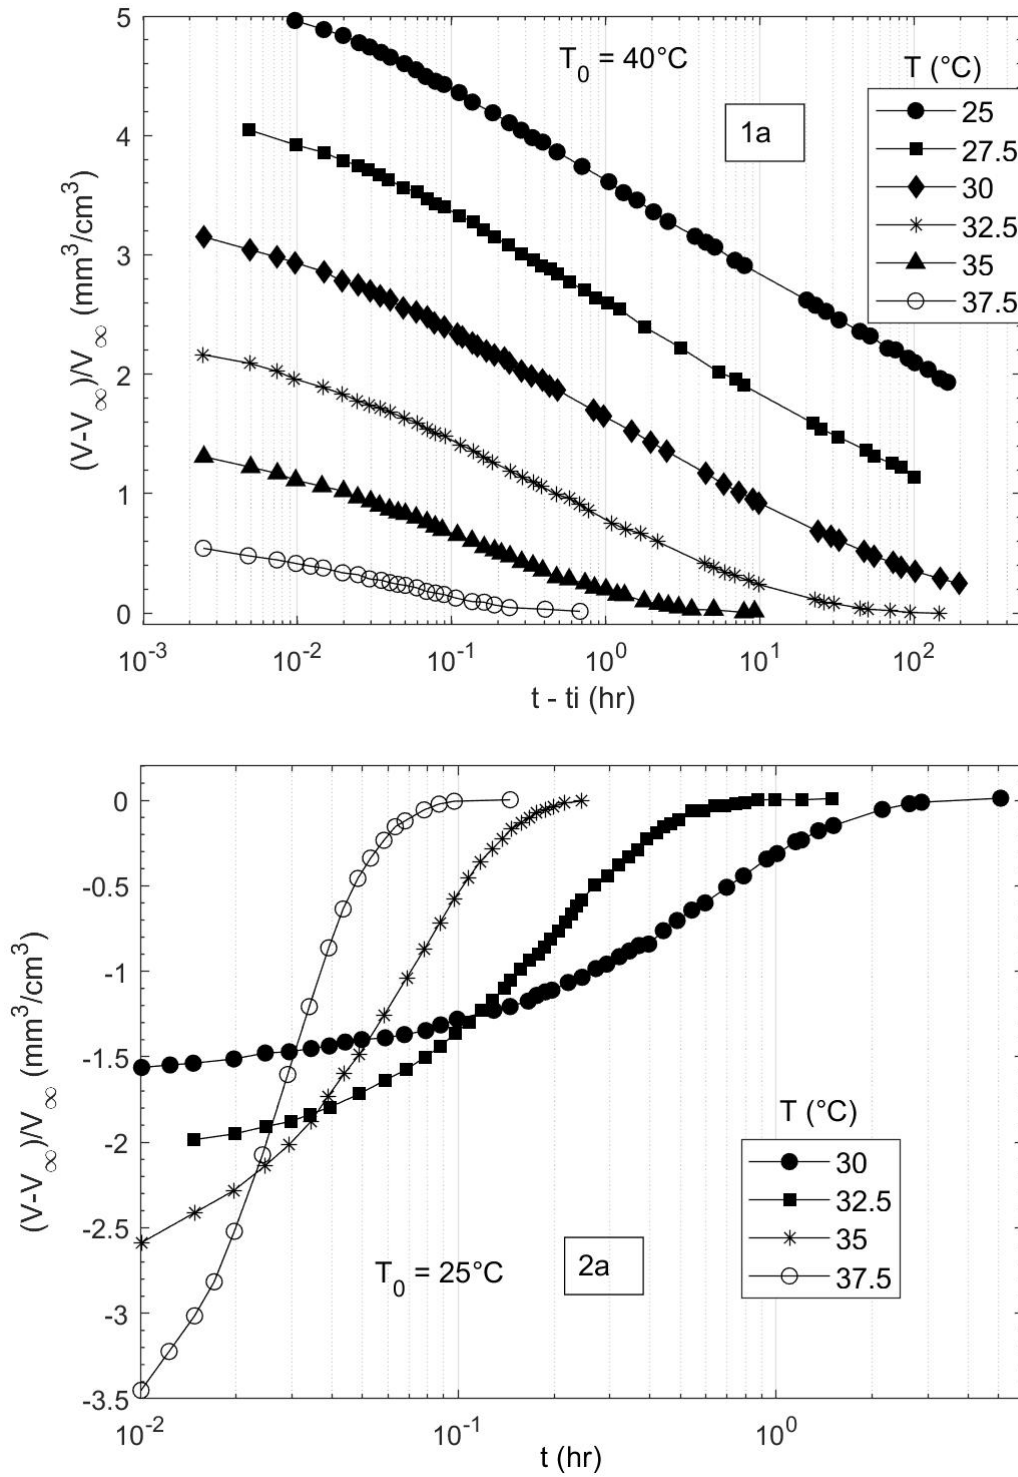 5
4
3
2
1
0
(V-V∞)/V∞ (mm³/cm³)
T₀ = 40°C
1a
T (°C)
25
27.5
30
32.5
35
37.5
10⁻³ 10⁻² 10⁻¹ 10⁰ 10¹ 10²
t - ti (hr)
0
-0.5
-1
-1.5
-2
-2.5
-3
-3.5
(V-V∞)/V∞ (mm³/cm³)
T (°C)
30
32.5
35
37.5
T₀ = 25°C
2a
10⁻² 10⁻¹ 10⁰
t (hr)